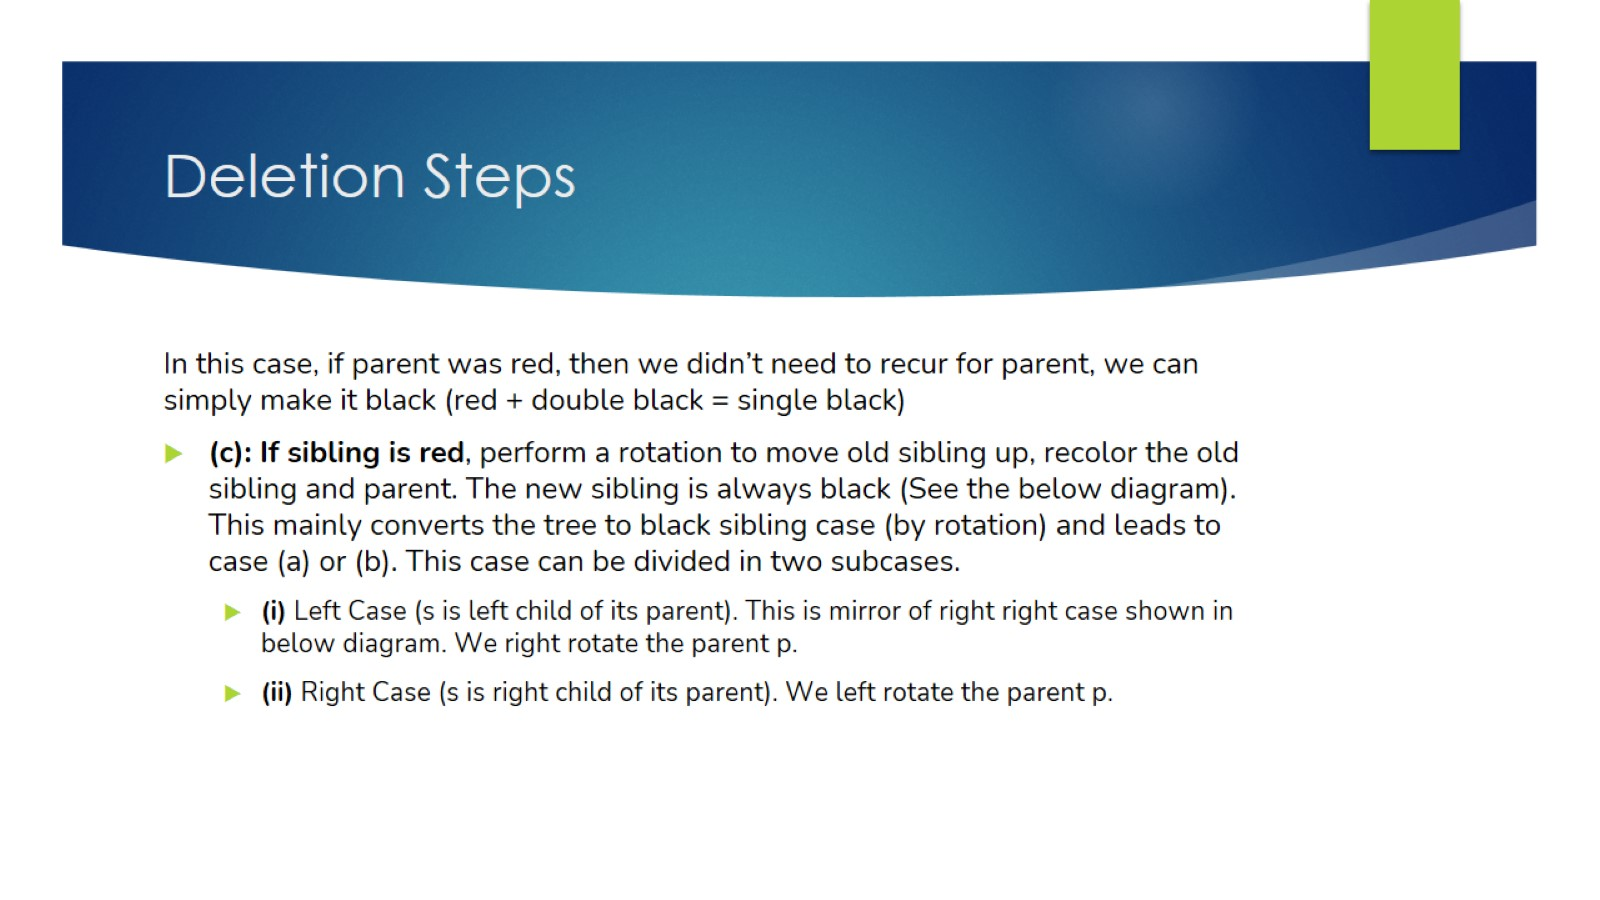 Deletion Steps
In this case, if parent was red, then we didn’t need to recur for parent, we can
simply make it black (red + double black = single black)
(c): If sibling is red, perform a rotation to move old sibling up, recolor the old
sibling and parent. The new sibling is always black (See the below diagram).
This mainly converts the tree to black sibling case (by rotation) and leads to
case (a) or (b). This case can be divided in two subcases.
(i) Left Case (s is left child of its parent). This is mirror of right right case shown in
below diagram. We right rotate the parent p.
(ii) Right Case (s is right child of its parent). We left rotate the parent p.